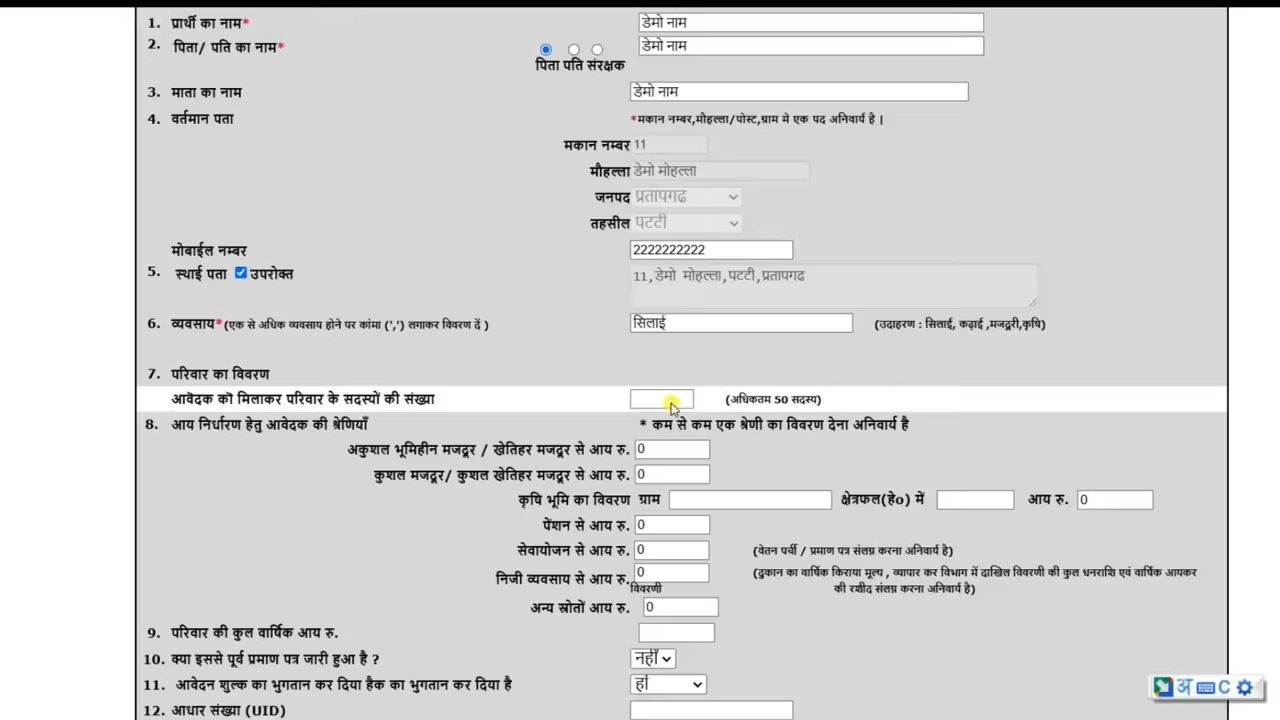 1. प्रार्थी का नाम* डेमो नाम
2. पिता/ पति का नाम* डेमो नाम
पिता पति संरक्षक
3. माता का नाम डेमो नाम
4. वर्तमान पता *मकान नम्बर,मौहल्ला/पोस्ट,ग्राम मे एक पद अनिवार्य है |
मकान नम्बर 11
मौहल्ला डेमो मोहल्ला
जनपद प्रतापगढ
तहसील पटटी
मोबाईल नम्बर 2222222222
5. स्थाई पता उपरोक्त 11,डेमो मोहल्ला,पटटी,प्रतापगढ
6. व्यवसाय*(एक से अधिक व्यवसाय होने पर कांमा (',') लगाकर विवरण दें ) सिलाई (उदाहरण : सिलाई, कढ़ाई ,मजदूरी,कृषि)
7. परिवार का विवरण
आवेदक कॊ मिलाकर परिवार के सदस्यों की संख्या (अधिकतम 50 सदस्य)
8. आय निर्धारण हेतु आवेदक की श्रेणियाँ * कम से कम एक श्रेणी का विवरण देना अनिवार्य है
अकुशल भूमिहीन मजदूर / खेतिहर मजदूर से आय रु. 0
कुशल मजदूर/ कुशल खेतिहर मजदूर से आय रु. 0
कृषि भूमि का विवरण ग्राम क्षेत्रफल(हे०) में आय रु. 0
पेंशन से आय रु. 0
सेवायोजन से आय रु. 0 (वेतन पर्ची / प्रमाण पत्र संलग्न करना अनिवार्य है)
निजी व्यवसाय से आय रु. 0 (दुकान का वार्षिक किराया मूल्य , व्यापार कर विभाग में दाखिल विवरणी की कुल धनराशि एवं वार्षिक आयकर
विवरणी की रशीद संलग्न करना अनिवार्य है)
अन्य स्रोतों आय रु. 0
9. परिवार की कुल वार्षिक आय रु.
10. क्या इससे पूर्व प्रमाण पत्र जारी हुआ है ? नहीं
11. आवेदन शुल्क का भुगतान कर दिया हैक का भुगतान कर दिया है हां
12. आधार संख्या (UID)
अ C